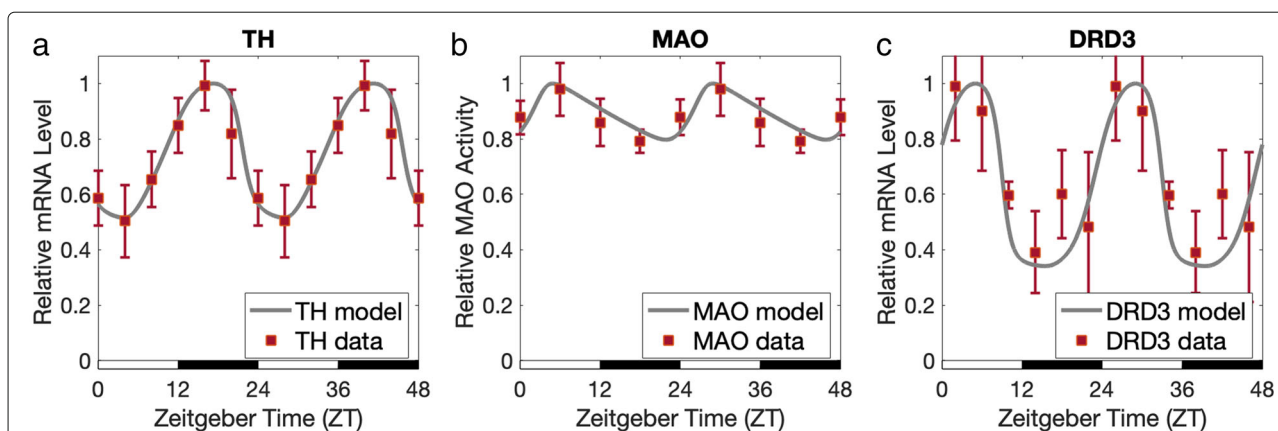 a
TH
Relative mRNA Level
1
0.8
0.6
0.4
0.2
0
TH model
TH data
0 12 24 36 48
Zeitgeber Time (ZT)
b
MAO
Relative MAO Activity
1
0.8
0.6
0.4
0.2
0
MAO model
MAO data
0 12 24 36 48
Zeitgeber Time (ZT)
c
DRD3
Relative mRNA Level
1
0.8
0.6
0.4
0.2
0
DRD3 model
DRD3 data
0 12 24 36 48
Zeitgeber Time (ZT)